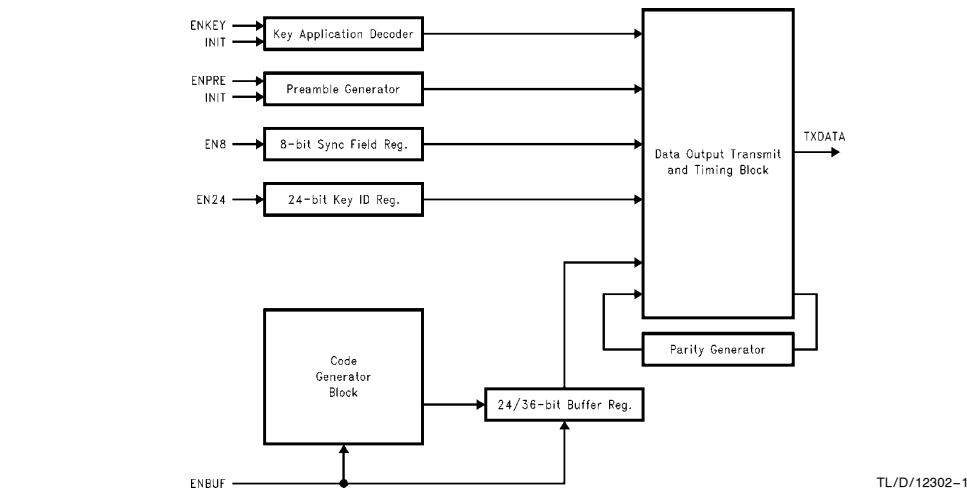 ENKEY
INIT
Key Application Decoder
ENPRE
INIT
Preamble Generator
EN8
8-bit Sync Field Reg.
EN24
24-bit Key ID Reg.
Data Output Transmit
and Timing Block
TXDATA
Parity Generator
Code
Generator
Block
24/36-bit Buffer Reg.
ENBUF
TL/D/12302-1